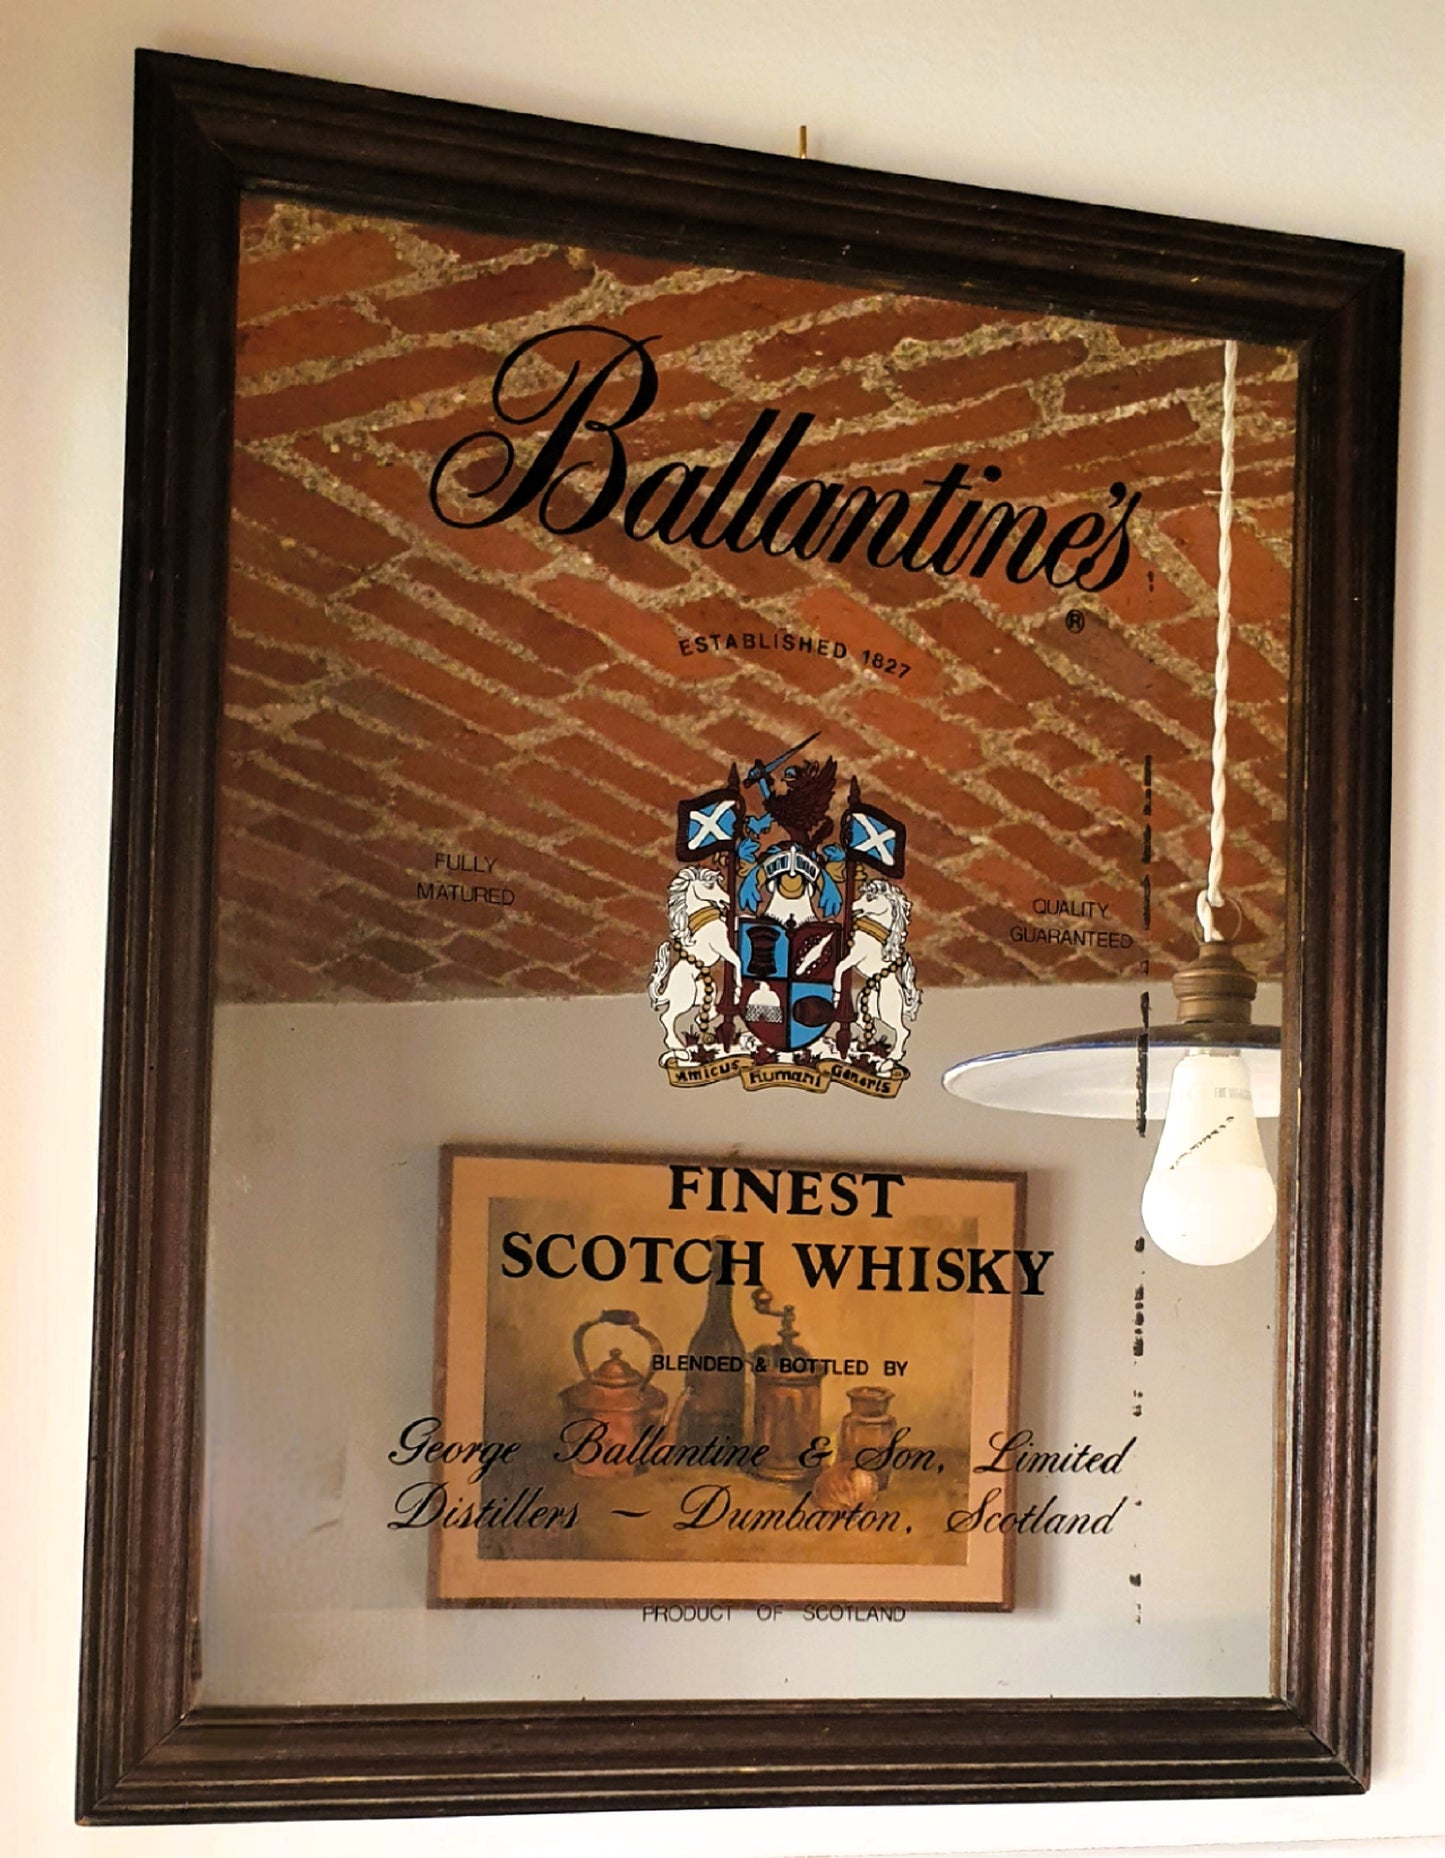 Ballantine's
®
ESTABLISHED 1827
FULLY
MATURED
QUALITY
GUARANTEED
Amicus Humani Generis
FINEST
SCOTCH WHISKY
BLENDED & BOTTLED BY
George Ballantine & Son, Limited
Distillers ~ Dumbarton, Scotland
PRODUCT OF SCOTLAND